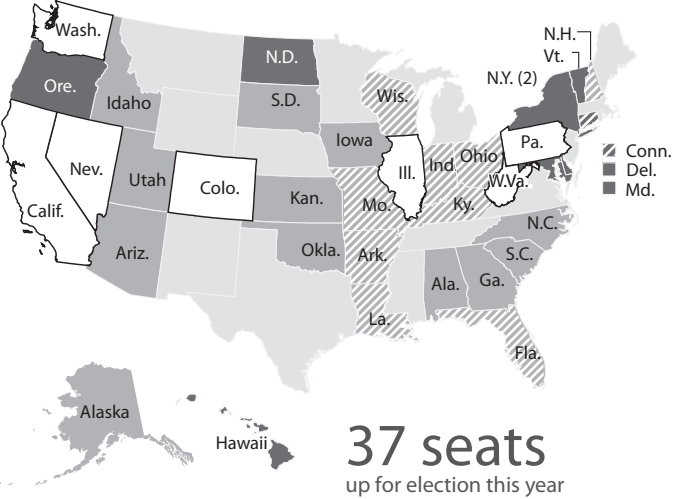 Wash.
N.H.
Vt.
N.D.
N.Y. (2)
Ore.
Idaho
S.D.
Wis.
Iowa
Pa.
Conn.
Ohio
Ind.
Nev.
Utah
Colo.
Ill.
Del.
W.Va.
Md.
Kan.
Mo.
Ky.
Calif.
N.C.
Ariz.
Okla.
Ark.
S.C.
Ala.
Ga.
La.
Fla.
Alaska
Hawaii
37 seats
up for election this year